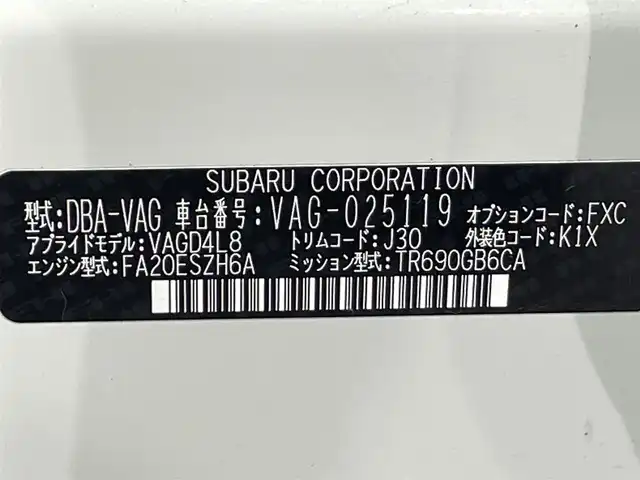 SUBARU CORPORATION
型式:DBA-VAG 車台番号:VAG-025119 オプションコード:FXC
アプライドモデル:VAGD4L8 トリムコード:J30 外装色コード:K1X
エンジン型式:FA20ESZH6A ミッション型式:TR690GB6CA